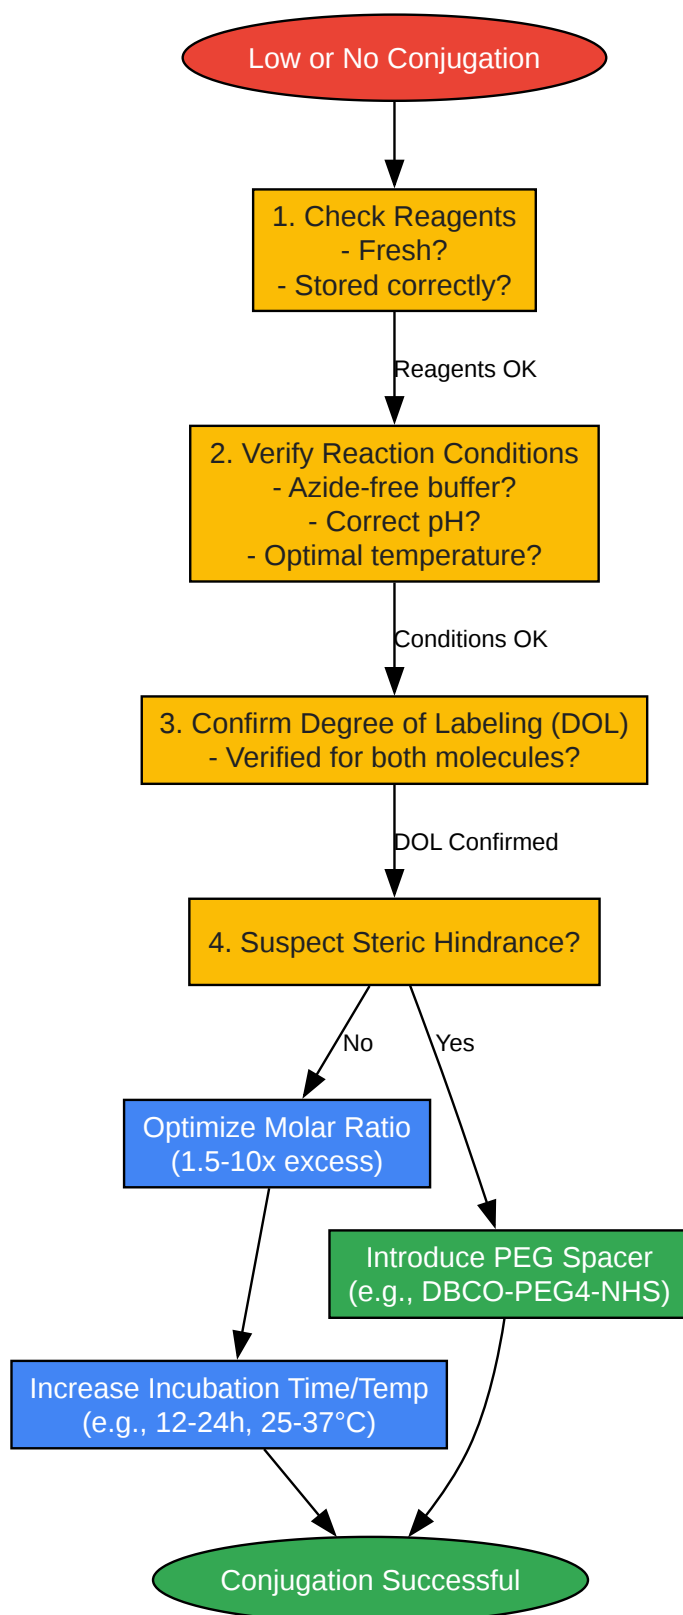 Low or No Conjugation
1. Check Reagents
- Fresh?
- Stored correctly?
Reagents OK
2. Verify Reaction Conditions
- Azide-free buffer?
- Correct pH?
- Optimal temperature?
Conditions OK
3. Confirm Degree of Labeling (DOL)
- Verified for both molecules?
DOL Confirmed
4. Suspect Steric Hindrance?
No
Yes
Optimize Molar Ratio
(1.5-10x excess)
Introduce PEG Spacer
(e.g., DBCO-PEG4-NHS)
Increase Incubation Time/Temp
(e.g., 12-24h, 25-37°C)
Conjugation Successful